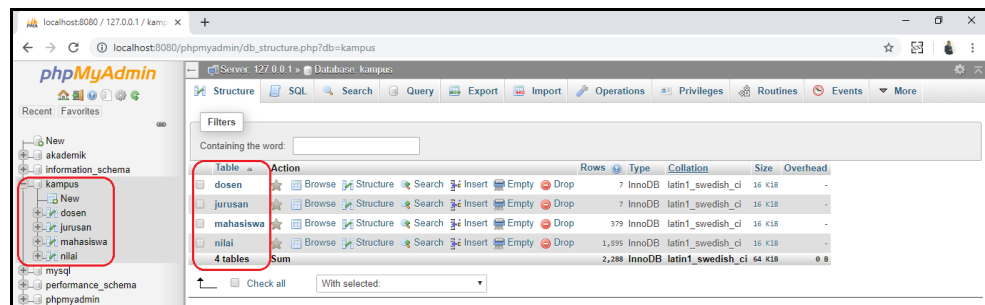 localhost:8080 / 127.0.0.1 / kamp
localhost:8080/phpmyadmin/db_structure.php?db=kampus
phpMyAdmin
Recent Favorites
New
akademik
information_schema
kampus
New
dosen
jurusan
mahasiswa
nilai
mysql
performance_schema
phpmyadmin
Server: 127.0.0.1 » Database: kampus
Structure SQL Search Query Export Import Operations Privileges Routines Events More
Filters
Containing the word:
Table Action Rows Type Collation Size Overhead
dosen Browse Structure Search Insert Empty Drop 7 InnoDB latin1_swedish_ci 16 KiB -
jurusan Browse Structure Search Insert Empty Drop 7 InnoDB latin1_swedish_ci 16 KiB -
mahasiswa Browse Structure Search Insert Empty Drop 379 InnoDB latin1_swedish_ci 16 KiB -
nilai Browse Structure Search Insert Empty Drop 1,895 InnoDB latin1_swedish_ci 16 KiB -
4 tables Sum 2,288 InnoDB latin1_swedish_ci 64 KiB 0 B
Check all With selected: